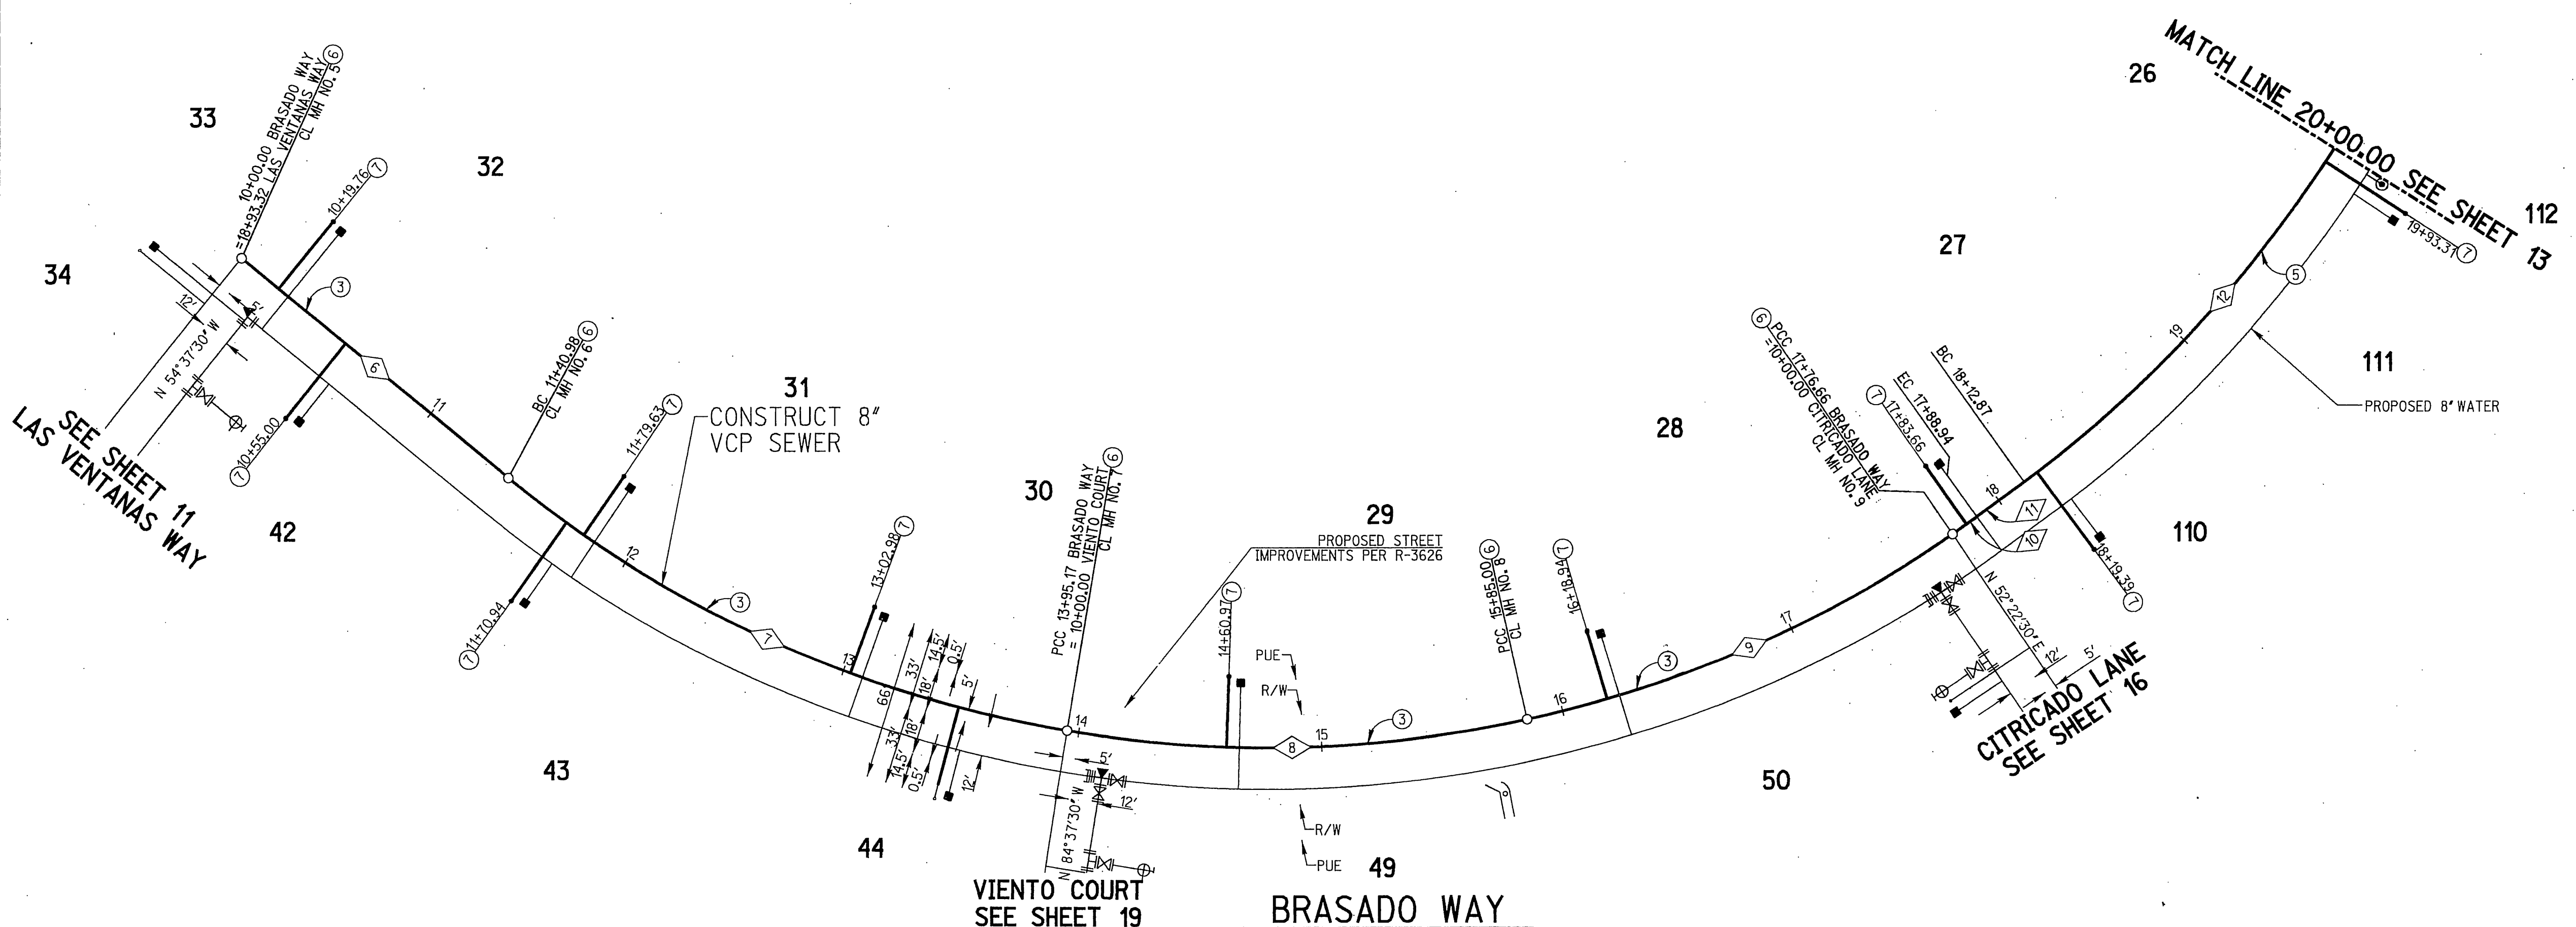 MATCH LINE 20+00.00 SEE SHEET 13
26
33
10+00.00 BRASADO WAY
=18+93.32 LAS VENTANAS WAY
CL MH NO. 5
6
10+19.76
7
32
34
12'
5'
3
N 54°37'30" W
6
11
10+55.00
7
SEE SHEET 11
LAS VENTANAS WAY
42
BC 11+40.98
CL MH NO. 6
6
11+79.63
7
31
CONSTRUCT 8"
VCP SEWER
12
11+70.94
7
3
7
43
13
13+02.98
7
66'
33'
33'
18'
18'
14.5'
14.5'
0.5'
0.5'
5'
12'
44
30
PCC 13+95.17 BRASADO WAY
= 10+00.00 VIENTO COURT
CL MH NO. 7
6
14
5'
12'
N 84°37'30" W
VIENTO COURT
SEE SHEET 19
29
PROPOSED STREET
IMPROVEMENTS PER R-3626
14+60.97
7
PUE
R/W
8
15
3
R/W
PUE
49
BRASADO WAY
PCC 15+85.00
CL MH NO. 8
6
16+18.94
7
16
3
9
17
50
28
6
PCC 17+76.66 BRASADO WAY
=10+00.00 CITRICADO LANE
CL MH NO. 9
7
17+83.66
EC 17+88.94
BC 18+12.87
18
11
10
N 52°22'30" E
12'
5'
CITRICADO LANE
SEE SHEET 16
18+19.39
7
110
27
19
12
5
111
PROPOSED 8" WATER
19+93.31
7
112